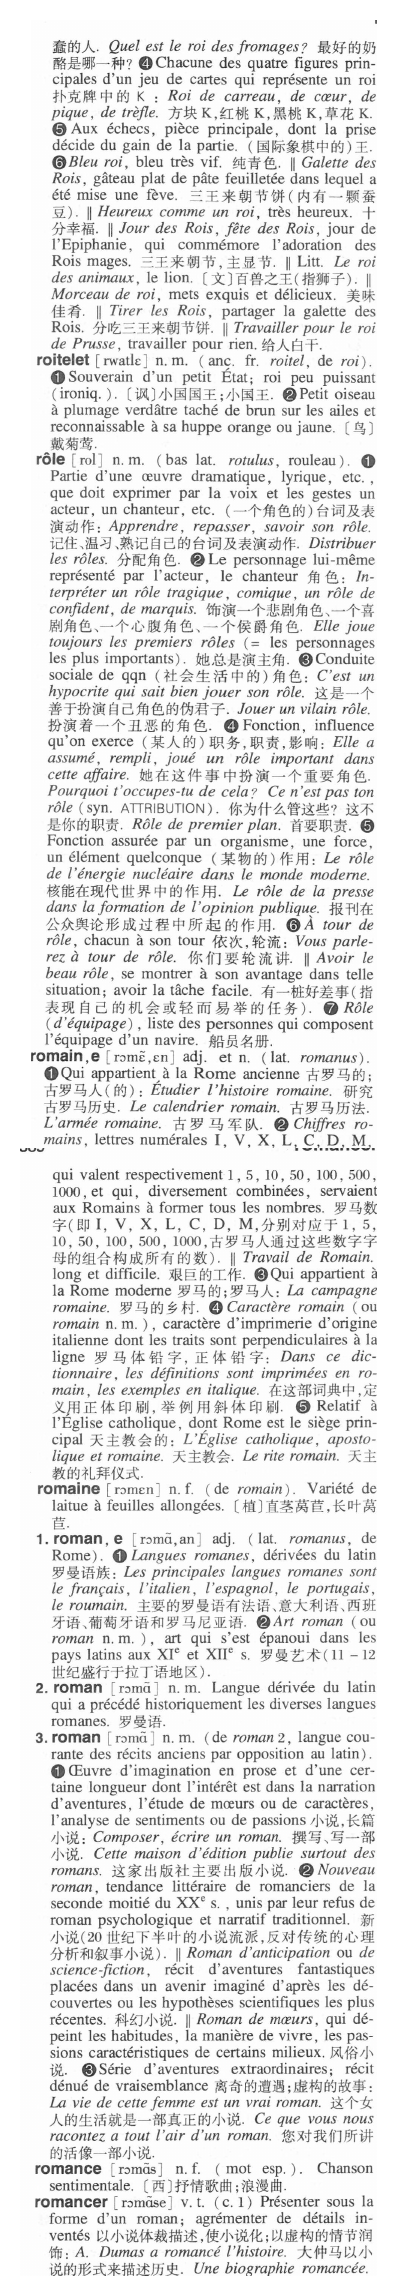 蠢的人. Quel est le roi des fromages? 最好的奶
酪是哪一种? ❹ Chacune des quatre figures prin-
cipales d'un jeu de cartes qui représente un roi
扑克牌中的 K : Roi de carreau, de cœur, de
pique, de trèfle. 方块 K,红桃 K,黑桃 K,草花 K.
❺ Aux échecs, pièce principale, dont la prise
décide du gain de la partie. (国际象棋中的)王.
❻ Bleu roi, bleu très vif. 纯青色. ‖ Galette des
Rois, gâteau plat de pâte feuilletée dans lequel a
été mise une fève. 三王来朝节饼(内有一颗蚕
豆). ‖ Heureux comme un roi, très heureux. 十
分幸福. ‖ Jour des Rois, fête des Rois, jour de
l'Epiphanie, qui commémore l'adoration des
Rois mages. 三王来朝节,主显节. ‖ Litt. Le roi
des animaux, le lion. [文]百兽之王(指狮子). ‖
Morceau de roi, mets exquis et délicieux. 美味
佳肴. ‖ Tirer les Rois, partager la galette des
Rois. 分吃三王来朝节饼. ‖ Travailler pour le roi
de Prusse, travailler pour rien. 给人白干.
roitelet [rwatlɛ] n. m. (anc. fr. roitel, de roi).
❶ Souverain d'un petit État; roi peu puissant
(ironiq.). [讽]小国国王;小国王. ❷ Petit oiseau
à plumage verdâtre taché de brun sur les ailes et
reconnaissable à sa huppe orange ou jaune. [鸟]
戴菊莺.
rôle [rol] n. m. (bas lat. rotulus, rouleau). ❶
Partie d'une œuvre dramatique, lyrique, etc.,
que doit exprimer par la voix et les gestes un
acteur, un chanteur, etc. (一个角色的)台词及表
演动作: Apprendre, repasser, savoir son rôle.
记住、温习、熟记自己的台词及表演动作. Distribuer
les rôles. 分配角色. ❷ Le personnage lui-même
représenté par l'acteur, le chanteur 角色: In-
terpréter un rôle tragique, comique, un rôle de
confident, de marquis. 饰演一个悲剧角色、一个喜
剧角色、一个心腹角色、一个侯爵角色. Elle joue
toujours les premiers rôles (= les personnages
les plus importants). 她总是演主角. ❸ Conduite
sociale de qqn (社会生活中的)角色: C'est un
hypocrite qui sait bien jouer son rôle. 这是一个
善于扮演自己角色的伪君子. Jouer un vilain rôle.
扮演着一个丑恶的角色. ❹ Fonction, influence
qu'on exerce (某人的)职务,职责,影响: Elle a
assumé, rempli, joué un rôle important dans
cette affaire. 她在这件事中扮演一个重要角色.
Pourquoi t'occupes-tu de cela? Ce n'est pas ton
rôle (syn. ATTRIBUTION). 你为什么管这些? 这不
是你的职责. Rôle de premier plan. 首要职责. ❺
Fonction assurée par un organisme, une force,
un élément quelconque (某物的)作用: Le rôle
de l'énergie nucléaire dans le monde moderne.
核能在现代世界中的作用. Le rôle de la presse
dans la formation de l'opinion publique. 报刊在
公众舆论形成过程中所起的作用. ❻ À tour de
rôle, chacun à son tour 依次,轮流: Vous parle-
rez à tour de rôle. 你们要轮流讲. ‖ Avoir le
beau rôle, se montrer à son avantage dans telle
situation; avoir la tâche facile. 有一桩好差事(指
表现自己的机会或轻而易举的任务). ❼ Rôle
(d'équipage), liste des personnes qui composent
l'équipage d'un navire. 船员名册.
romain,e [rɔmɛ̃,ɛn] adj. et n. (lat. romanus).
❶ Qui appartient à la Rome ancienne 古罗马的;
古罗马人(的): Étudier l'histoire romaine. 研究
古罗马历史. Le calendrier romain. 古罗马历法.
L'armée romaine. 古罗马军队. ❷ Chiffres ro-
mains, lettres numérales I, V, X, L, C, D, M,
qui valent respectivement 1, 5, 10, 50, 100, 500,
1000, et qui, diversement combinées, servaient
aux Romains à former tous les nombres. 罗马数
字(即 I, V, X, L, C, D, M,分别对应于 1, 5,
10, 50, 100, 500, 1000,古罗马人通过这些数字字
母的组合构成所有的数). ‖ Travail de Romain.
long et difficile. 艰巨的工作. ❸ Qui appartient à
la Rome moderne 罗马的;罗马人: La campagne
romaine. 罗马的乡村. ❹ Caractère romain (ou
romain n. m.), caractère d'imprimerie d'origine
italienne dont les traits sont perpendiculaires à la
ligne 罗马体铅字, 正体铅字: Dans ce dic-
tionnaire, les définitions sont imprimées en ro-
main, les exemples en italique. 在这部词典中,定
义用正体印刷,举例用斜体印刷. ❺ Relatif à
l'Église catholique, dont Rome est le siège prin-
cipal 天主教会的: L'Église catholique, aposto-
lique et romaine. 天主教会. Le rite romain. 天主
教的礼拜仪式.
romaine [rɔmɛn] n. f. (de romain). Variété de
laitue à feuilles allongées. [植]直茎莴苣,长叶莴
苣.
1. roman, e [rɔmɑ̃,an] adj. (lat. romanus, de
Rome). ❶ Langues romanes, dérivées du latin
罗曼语族: Les principales langues romanes sont
le français, l'italien, l'espagnol, le portugais,
le roumain. 主要的罗曼语有法语、意大利语、西班
牙语、葡萄牙语和罗马尼亚语. ❷ Art roman (ou
roman n. m.), art qui s'est épanoui dans les
pays latins aux XIe et XIIe s. 罗曼艺术(11-12
世纪盛行于拉丁语地区).
2. roman [rɔmɑ̃] n. m. Langue dérivée du latin
qui a précédé historiquement les diverses langues
romanes. 罗曼语.
3. roman [rɔmɑ̃] n. m. (de roman 2, langue cou-
rante des récits anciens par opposition au latin).
❶ Œuvre d'imagination en prose et d'une cer-
taine longueur dont l'intérêt est dans la narration
d'aventures, l'étude de mœurs ou de caractères,
l'analyse de sentiments ou de passions 小说,长篇
小说: Composer, écrire un roman. 撰写、写一部
小说. Cette maison d'édition publie surtout des
romans. 这家出版社主要出版小说. ❷ Nouveau
roman, tendance littéraire de romanciers de la
seconde moitié du XXe s., unis par leur refus de
roman psychologique et narratif traditionnel. 新
小说(20 世纪下半叶的小说流派,反对传统的心理
分析和叙事小说). ‖ Roman d'anticipation ou de
science-fiction, récit d'aventures fantastiques
placées dans un avenir imaginé d'après les dé-
couvertes ou les hypothèses scientifiques les plus
récentes. 科幻小说. ‖ Roman de mœurs, qui dé-
peint les habitudes, la manière de vivre, les pas-
sions caractéristiques de certains milieux. 风俗小
说. ❸ Série d'aventures extraordinaires; récit
dénué de vraisemblance 离奇的遭遇;虚构的故事:
La vie de cette femme est un vrai roman. 这个女
人的生活就是一部真正的小说. Ce que vous nous
racontez a tout l'air d'un roman. 您对我们所讲
的活像一部小说.
romance [rɔmɑ̃s] n. f. (mot esp.). Chanson
sentimentale. [西]抒情歌曲;浪漫曲.
romancer [rɔmɑ̃se] v. t. (c. 1) Présenter sous la
forme d'un roman; agrémenter de détails in-
ventés 以小说体裁描述,使小说化;以虚构的情节润
饰: A. Dumas a romancé l'histoire. 大仲马以小
说的形式来描述历史. Une biographie romancée.